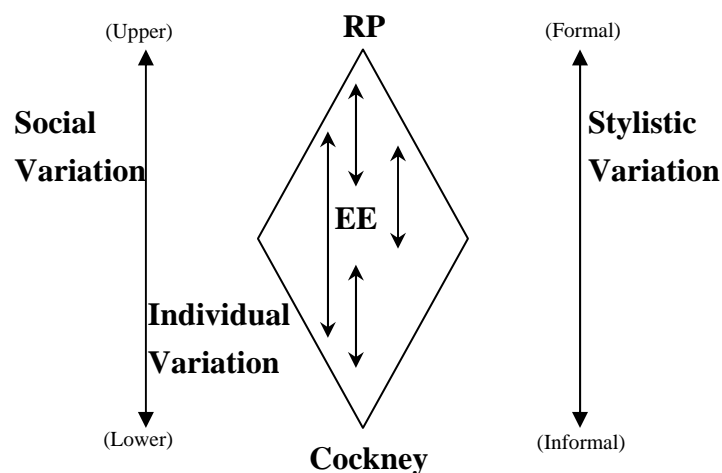 (Upper)
RP
(Formal)
Social
Variation
Stylistic
Variation
EE
Individual
Variation
(Lower)
Cockney
(Informal)